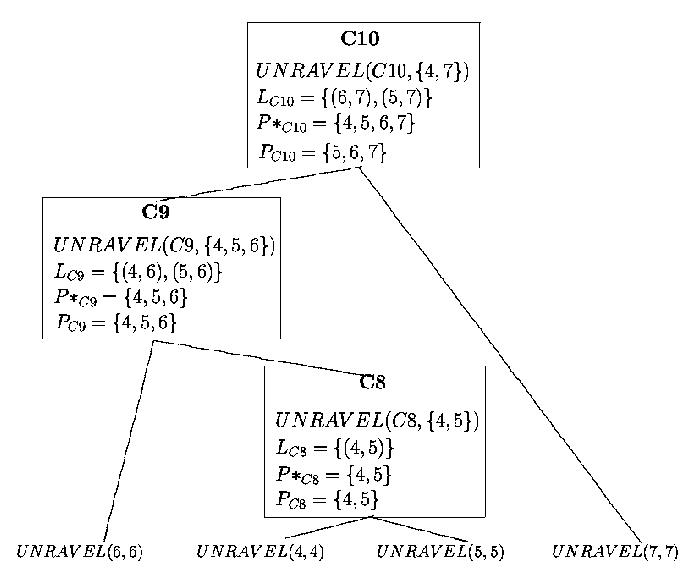 C10
UNRAVEL(C10, {4, 7})
L_{C10} = {(6, 7), (5, 7)}
P*_{C10} = {4, 5, 6, 7}
P_{C10} = {5, 6, 7}
C9
UNRAVEL(C9, {4, 5, 6})
L_{C9} = {(4, 6), (5, 6)}
P*_{C9} = {4, 5, 6}
P_{C9} = {4, 5, 6}
C8
UNRAVEL(C8, {4, 5})
L_{C8} = {(4, 5)}
P*_{C8} = {4, 5}
P_{C8} = {4, 5}
UNRAVEL(6, 6) UNRAVEL(4, 4) UNRAVEL(5, 5) UNRAVEL(7, 7)